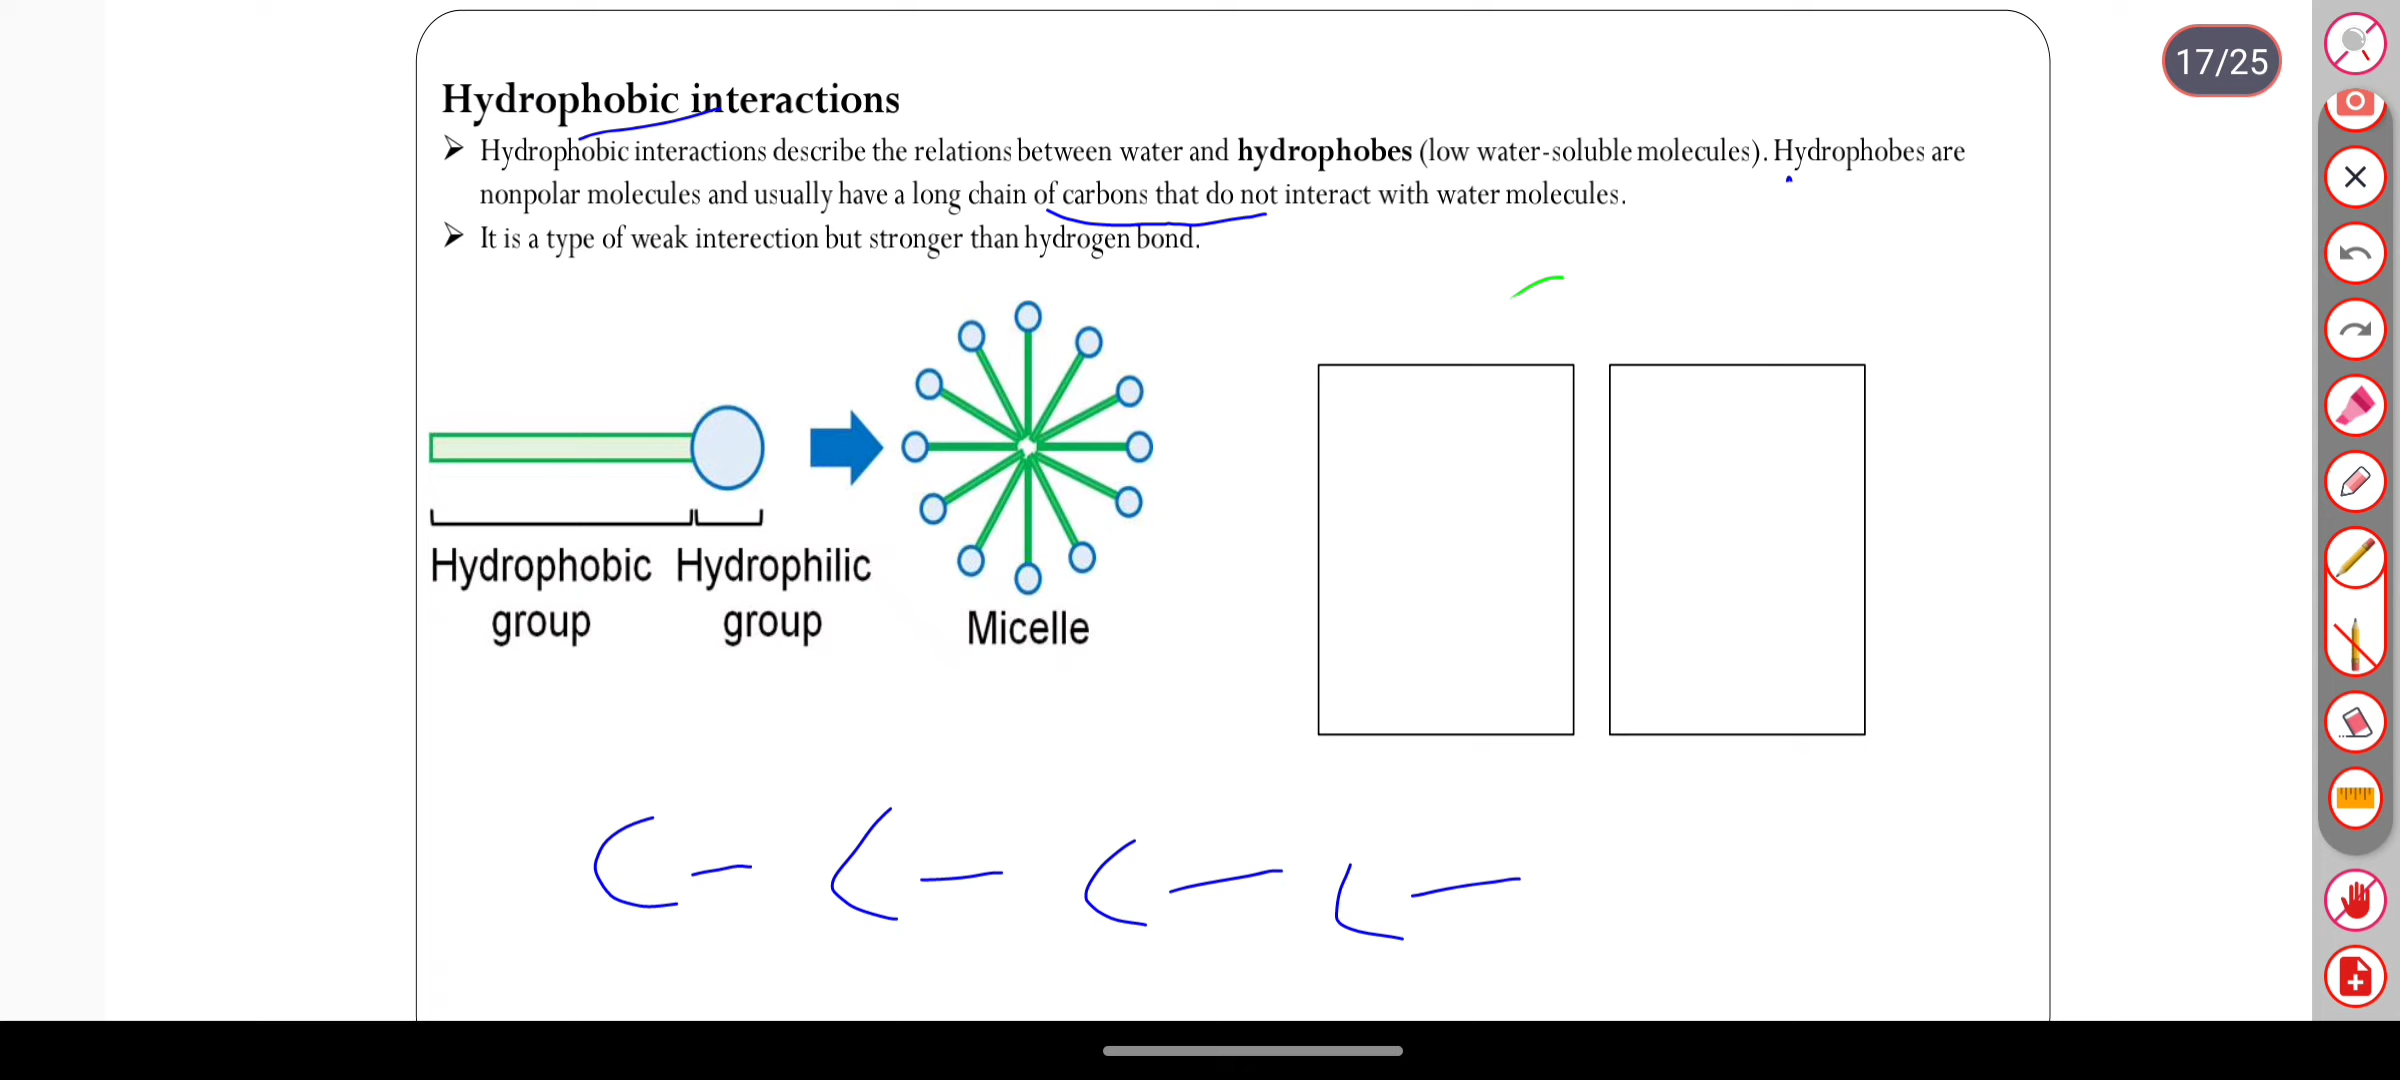 17/25
Hydrophobic interactions
➤ Hydrophobic interactions describe the relations between water and hydrophobes (low water-soluble molecules). Hydrophobes are
nonpolar molecules and usually have a long chain of carbons that do not interact with water molecules.
➤ It is a type of weak interection but stronger than hydrogen bond.
Hydrophobic group
Hydrophilic group
Micelle
C - C - C - C -